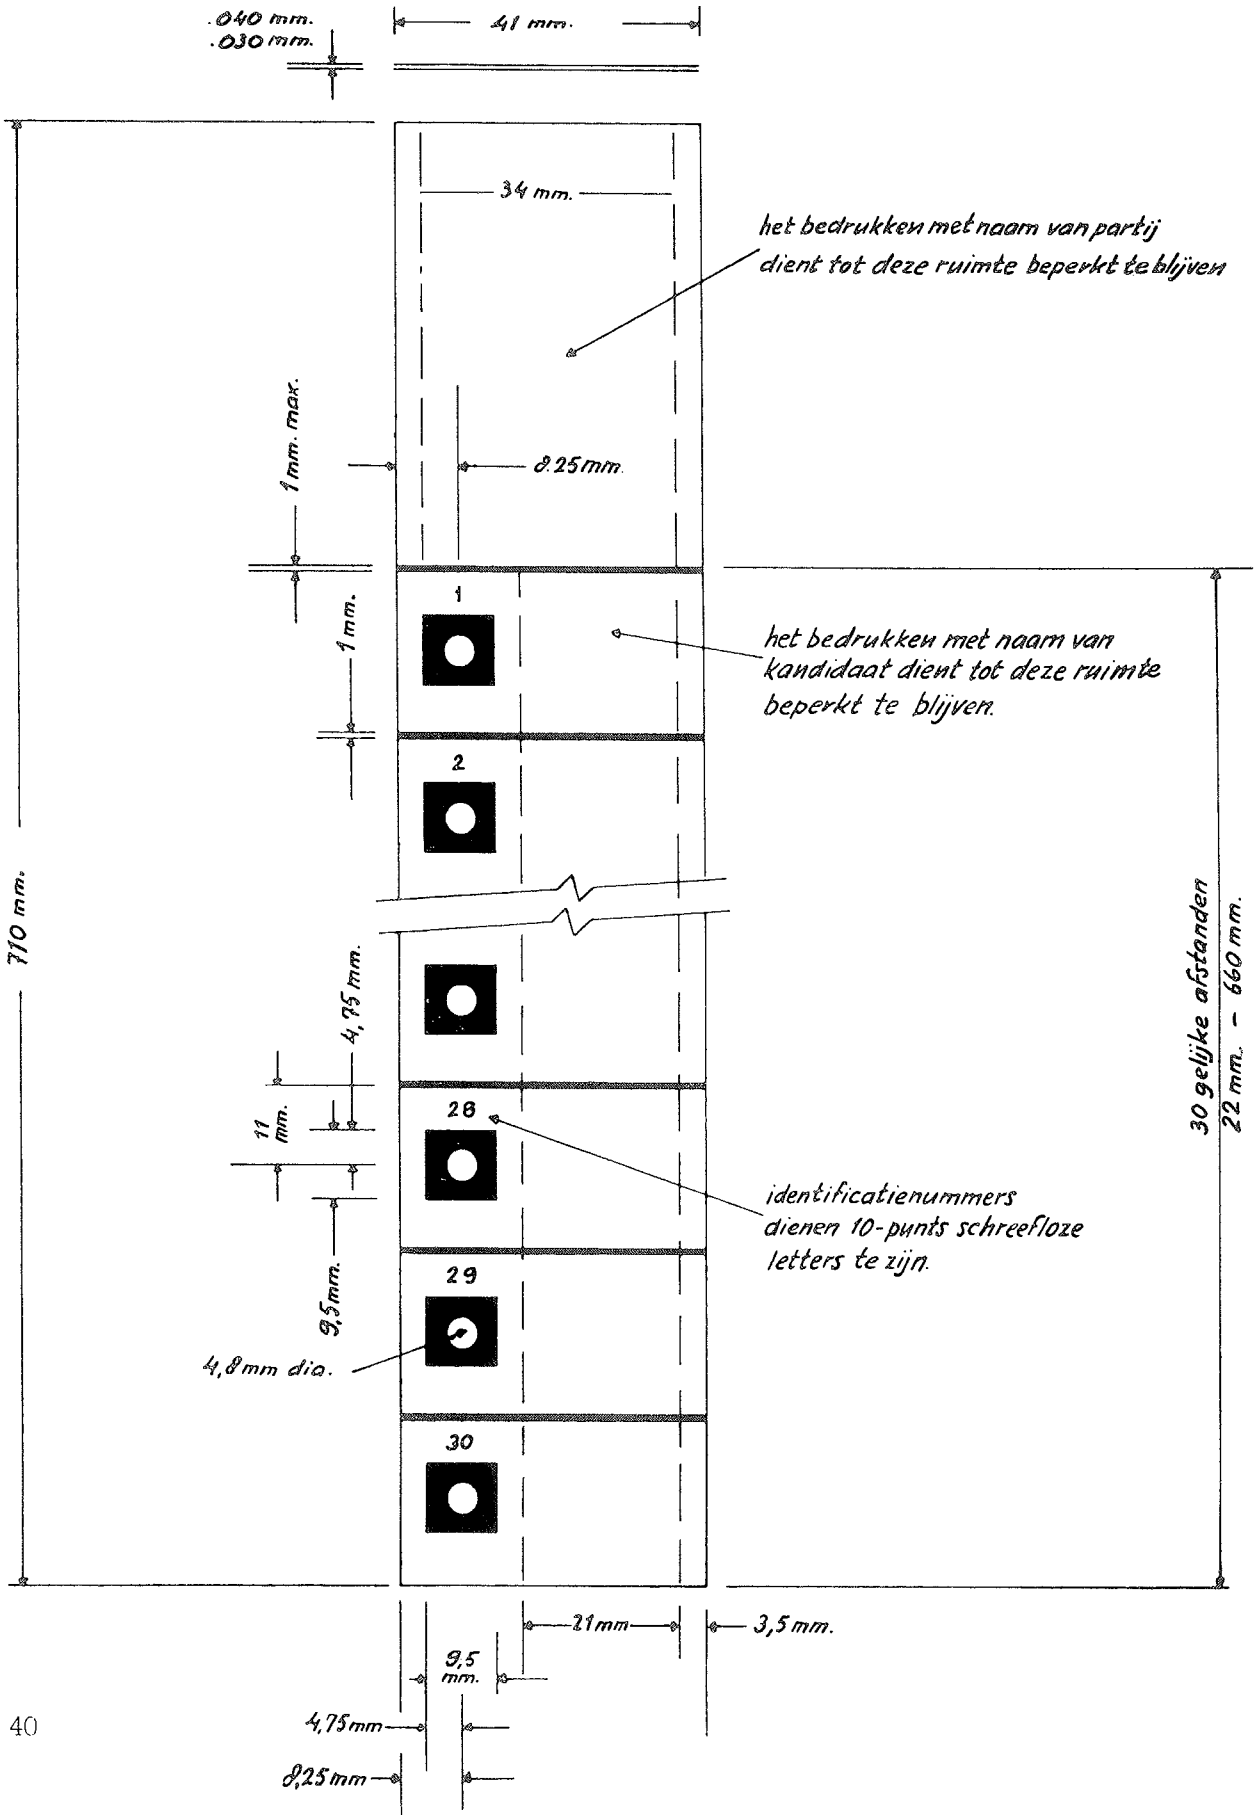 .040 mm.
.030 mm.
41 mm.
34 mm.
het bedrukken met naam van partij
dient tot deze ruimte beperkt te blijven
1 mm. max.
8.25 mm.
1
1 mm.
het bedrukken met naam van
kandidaat dient tot deze ruimte
beperkt te blijven.
2
710 mm.
30 gelijke afstanden
22 mm. - 660 mm.
4,75 mm.
11
mm.
28
identificatienummers
dienen 10-punts schreefloze
letters te zijn.
9,5 mm.
29
4,8 mm dia.
30
21 mm
3,5 mm.
9,5
mm.
4,75 mm
8,25 mm
40